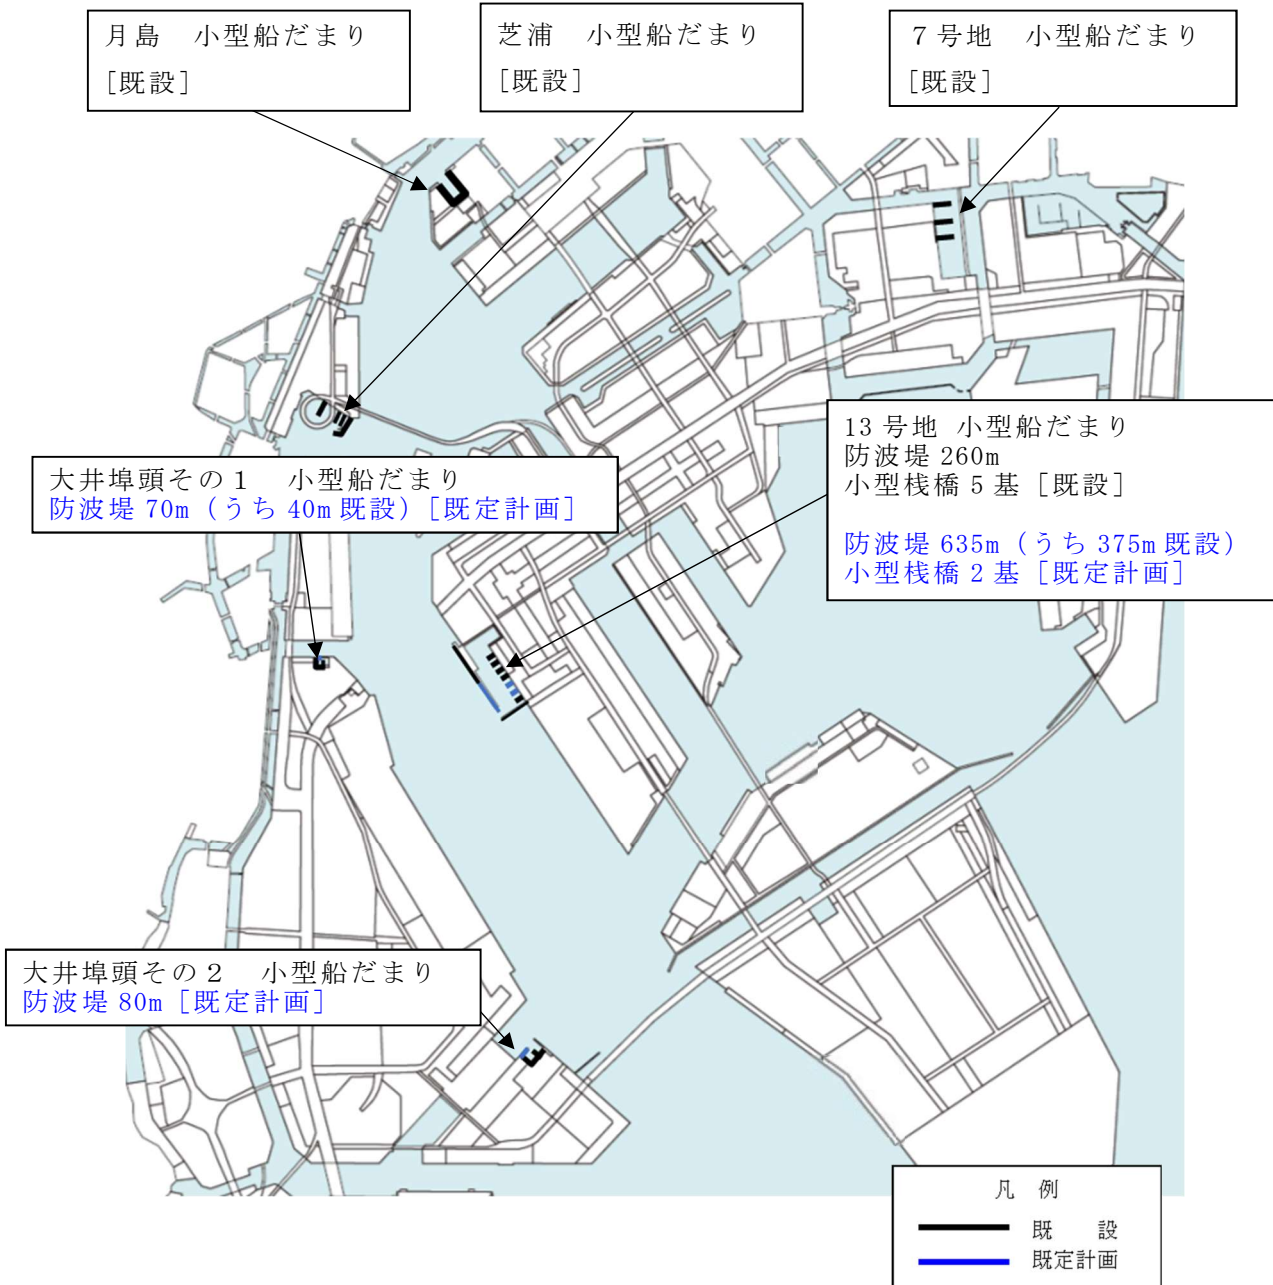 月島　小型船だまり
[既設]
芝浦　小型船だまり
[既設]
７号地　小型船だまり
[既設]
13号地 小型船だまり
防波堤 260m
小型桟橋 5 基［既設］
防波堤 635m（うち 375m 既設）
小型桟橋 2 基［既定計画］
大井埠頭その１　小型船だまり
防波堤 70m（うち 40m 既設）［既定計画］
大井埠頭その２　小型船だまり
防波堤 80m［既定計画］
凡　例
既　　設
既定計画